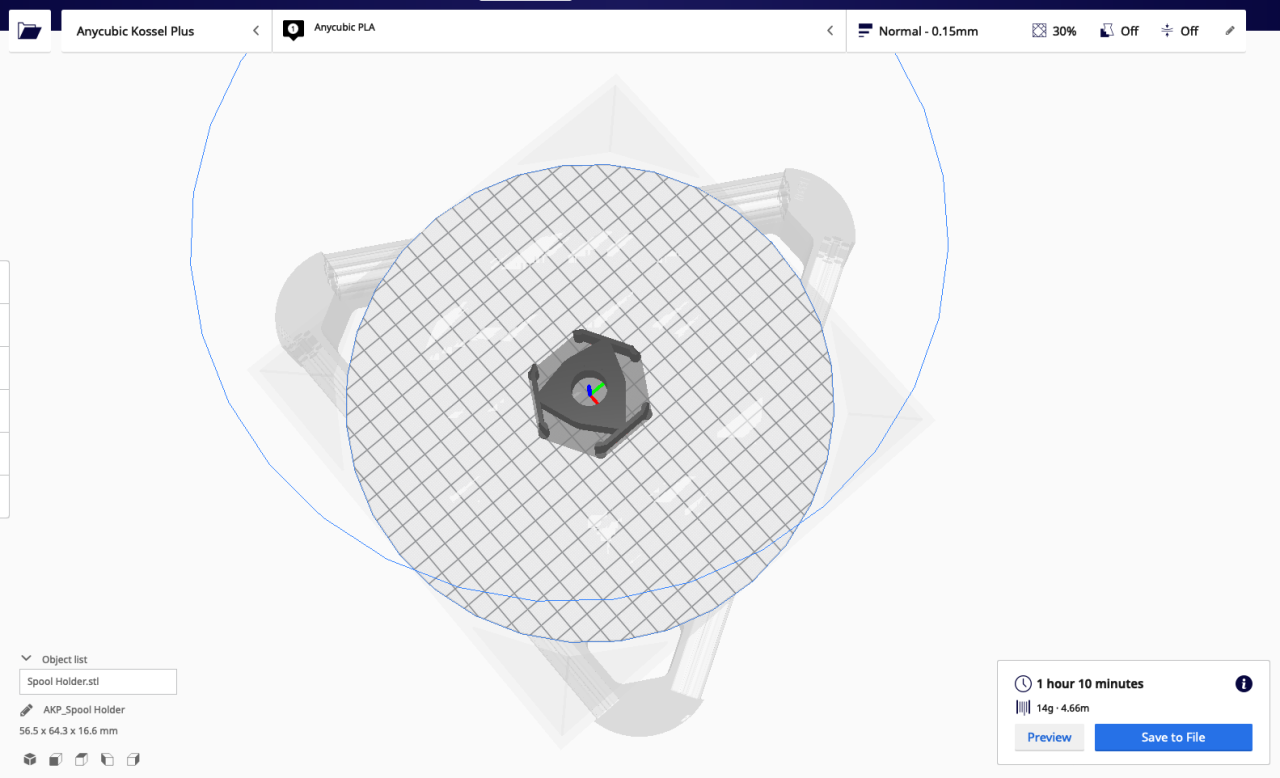 Anycubic Kossel Plus
1
Anycubic PLA
Normal - 0.15mm
30%
Off
Off
Object list
Spool Holder.stl
AKP_Spool Holder
56.5 x 64.3 x 16.6 mm
1 hour 10 minutes
14g · 4.66m
Preview
Save to File